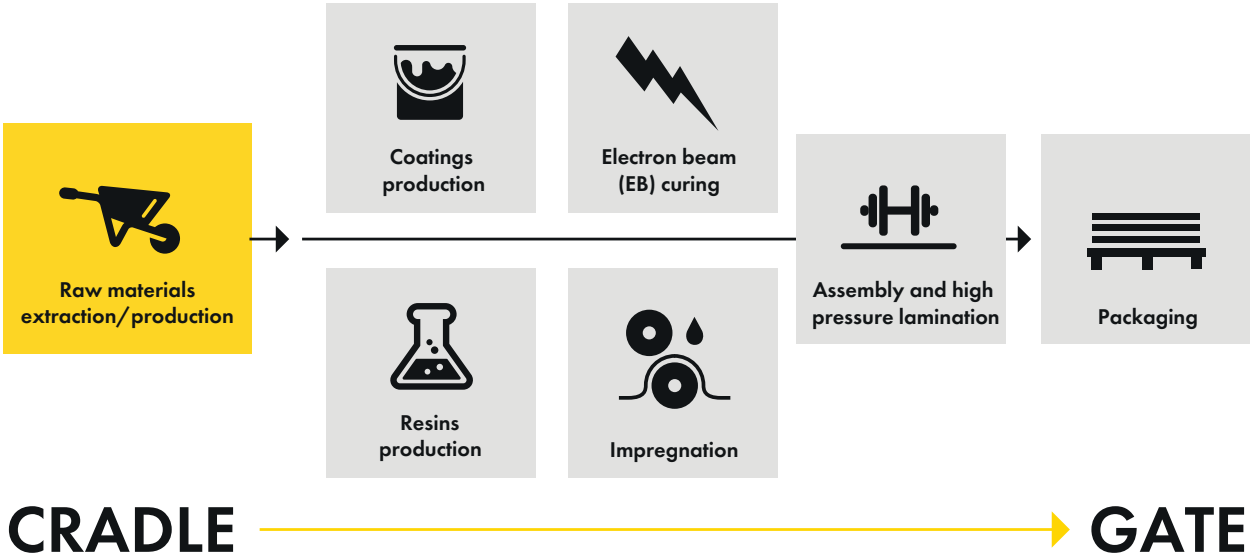 Coatings
production
Electron beam
(EB) curing
Raw materials
extraction/production
Assembly and high
pressure lamination
Packaging
Resins
production
Impregnation
CRADLE
GATE